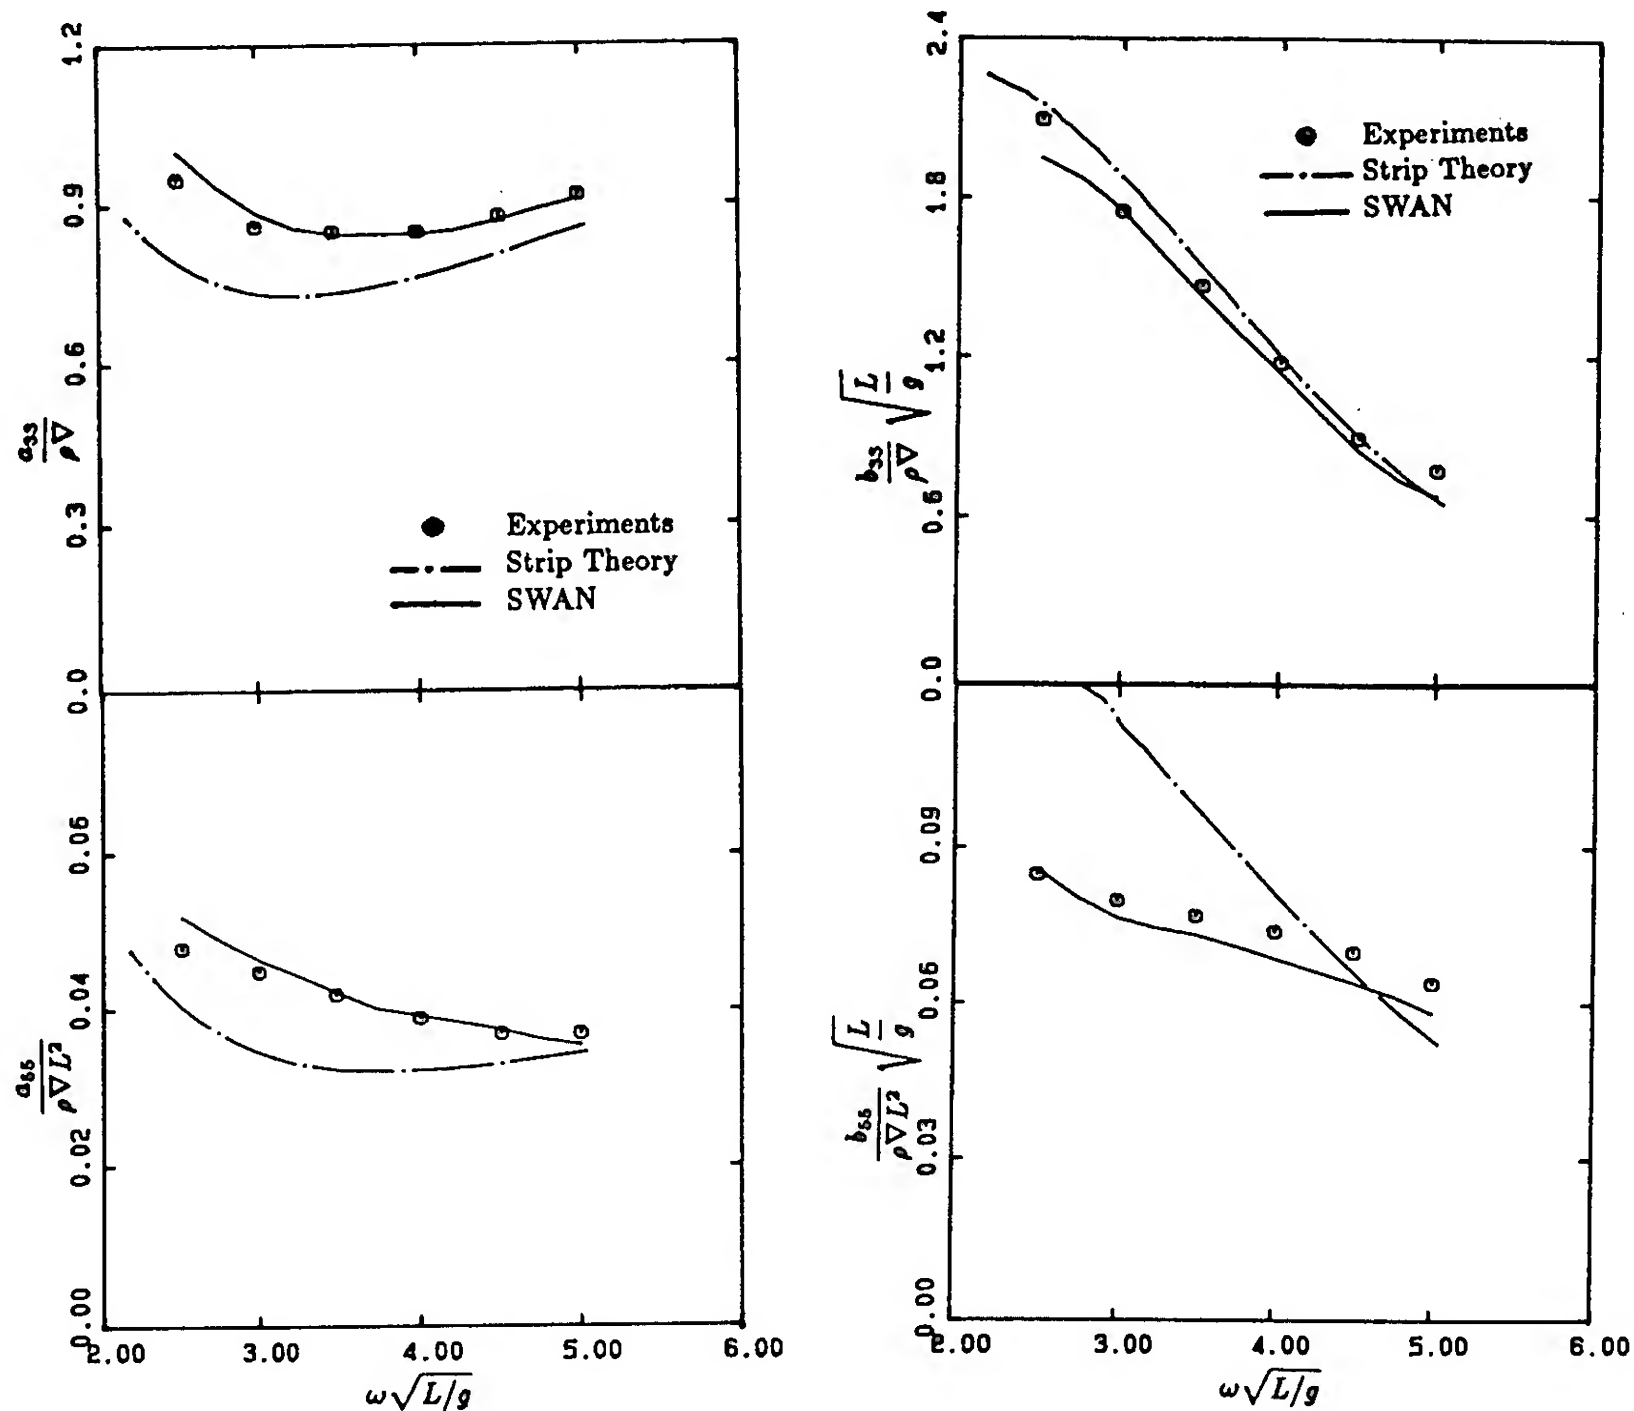 1.2
0.9
0.6
0.3
0.0
a₃₃
ρ∇
Experiments
Strip Theory
SWAN
0.06
0.04
0.02
0.00
a₅₅
ρ∇L²
2.00 3.00 4.00 5.00 6.00
ω√L/g
2.4
1.8
1.2
0.6
0.0
b₃₃ √L
ρ∇ g
Experiments
Strip Theory
SWAN
0.09
0.06
0.03
0.00
b₅₅ √L
ρ∇L² g
2.00 3.00 4.00 5.00 6.00
ω√L/g